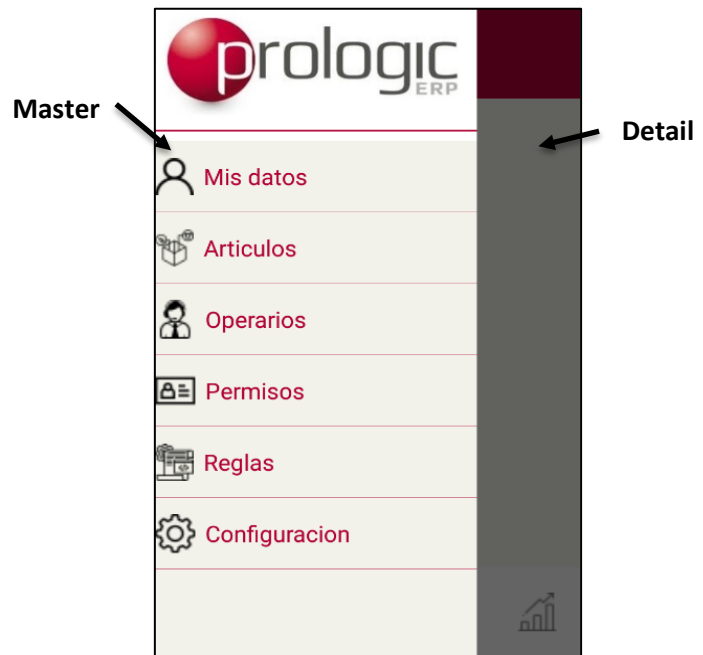 prologic
ERP
Master
Detail
Mis datos
Articulos
Operarios
Permisos
Reglas
Configuracion